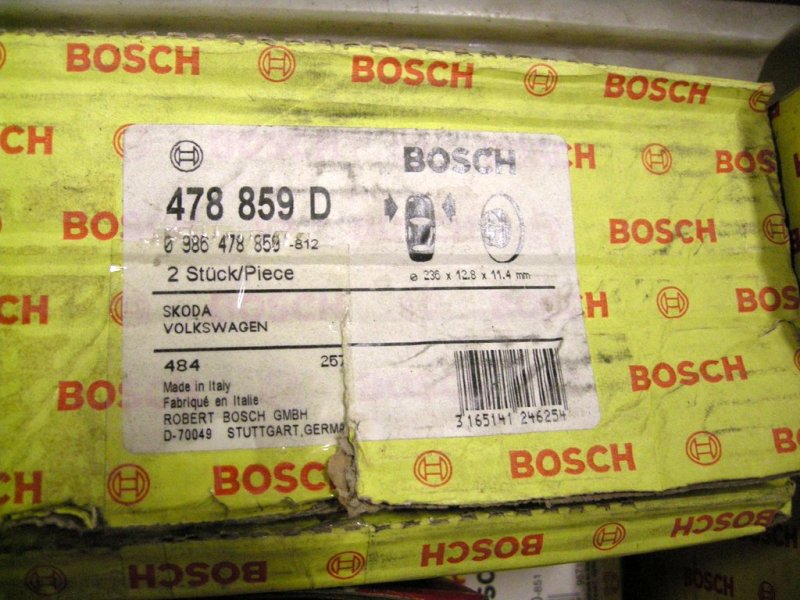 BOSCH BOSCH BOSCH
BOSCH
478 859 D
0 986 478 859 -812
2 Stück/Piece
ø 236 x 12.8 x 11.4 mm
SKODA
VOLKSWAGEN
484 257
Made in Italy
Fabriqué en Italie
ROBERT BOSCH GMBH
D-70049 STUTTGART, GERMA
3 165141 246254
BOSCH
BOSCH
BOSCH BOSCH
BOSCH BOSCH